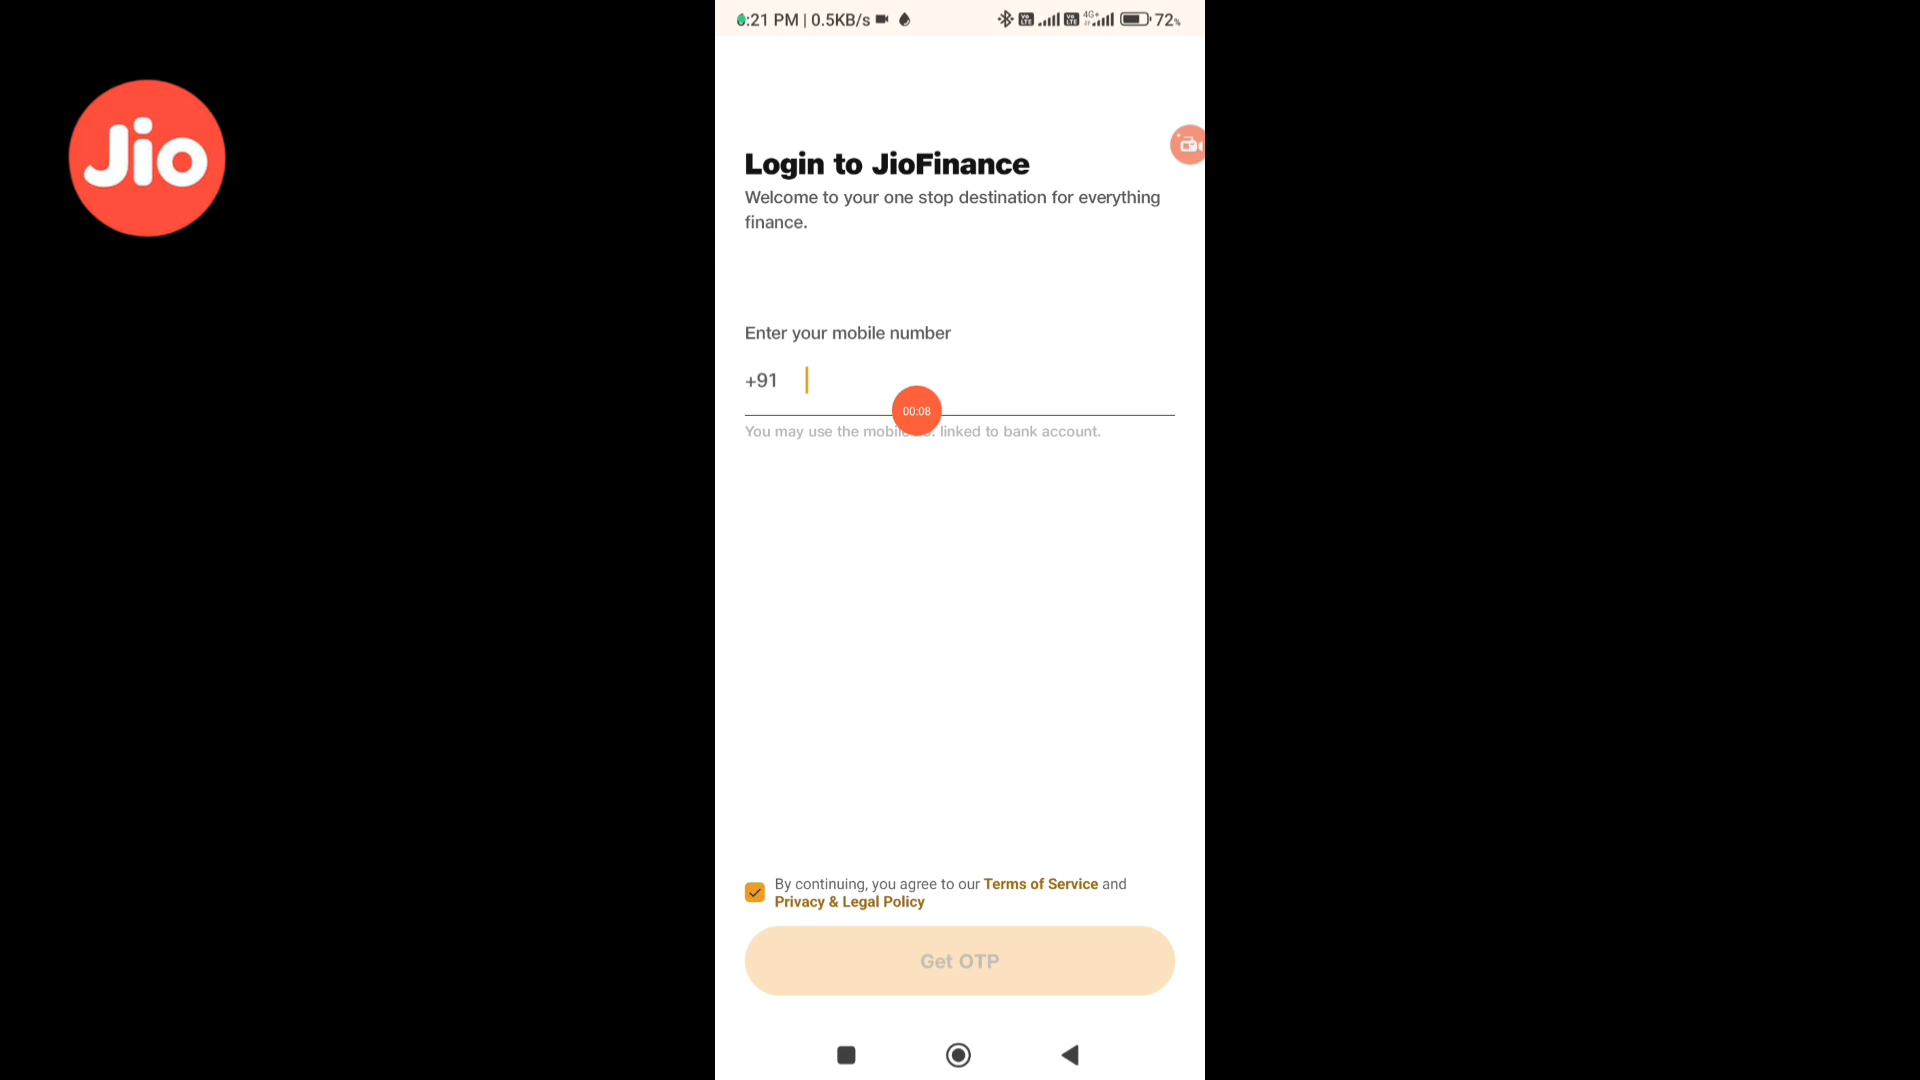 Jio
6:21 PM | 0.5KB/s
4G+ 72%
Login to JioFinance
Welcome to your one stop destination for everything
finance.
Enter your mobile number
+91
00:08
You may use the mobile linked to bank account.
By continuing, you agree to our Terms of Service and
Privacy & Legal Policy
Get OTP